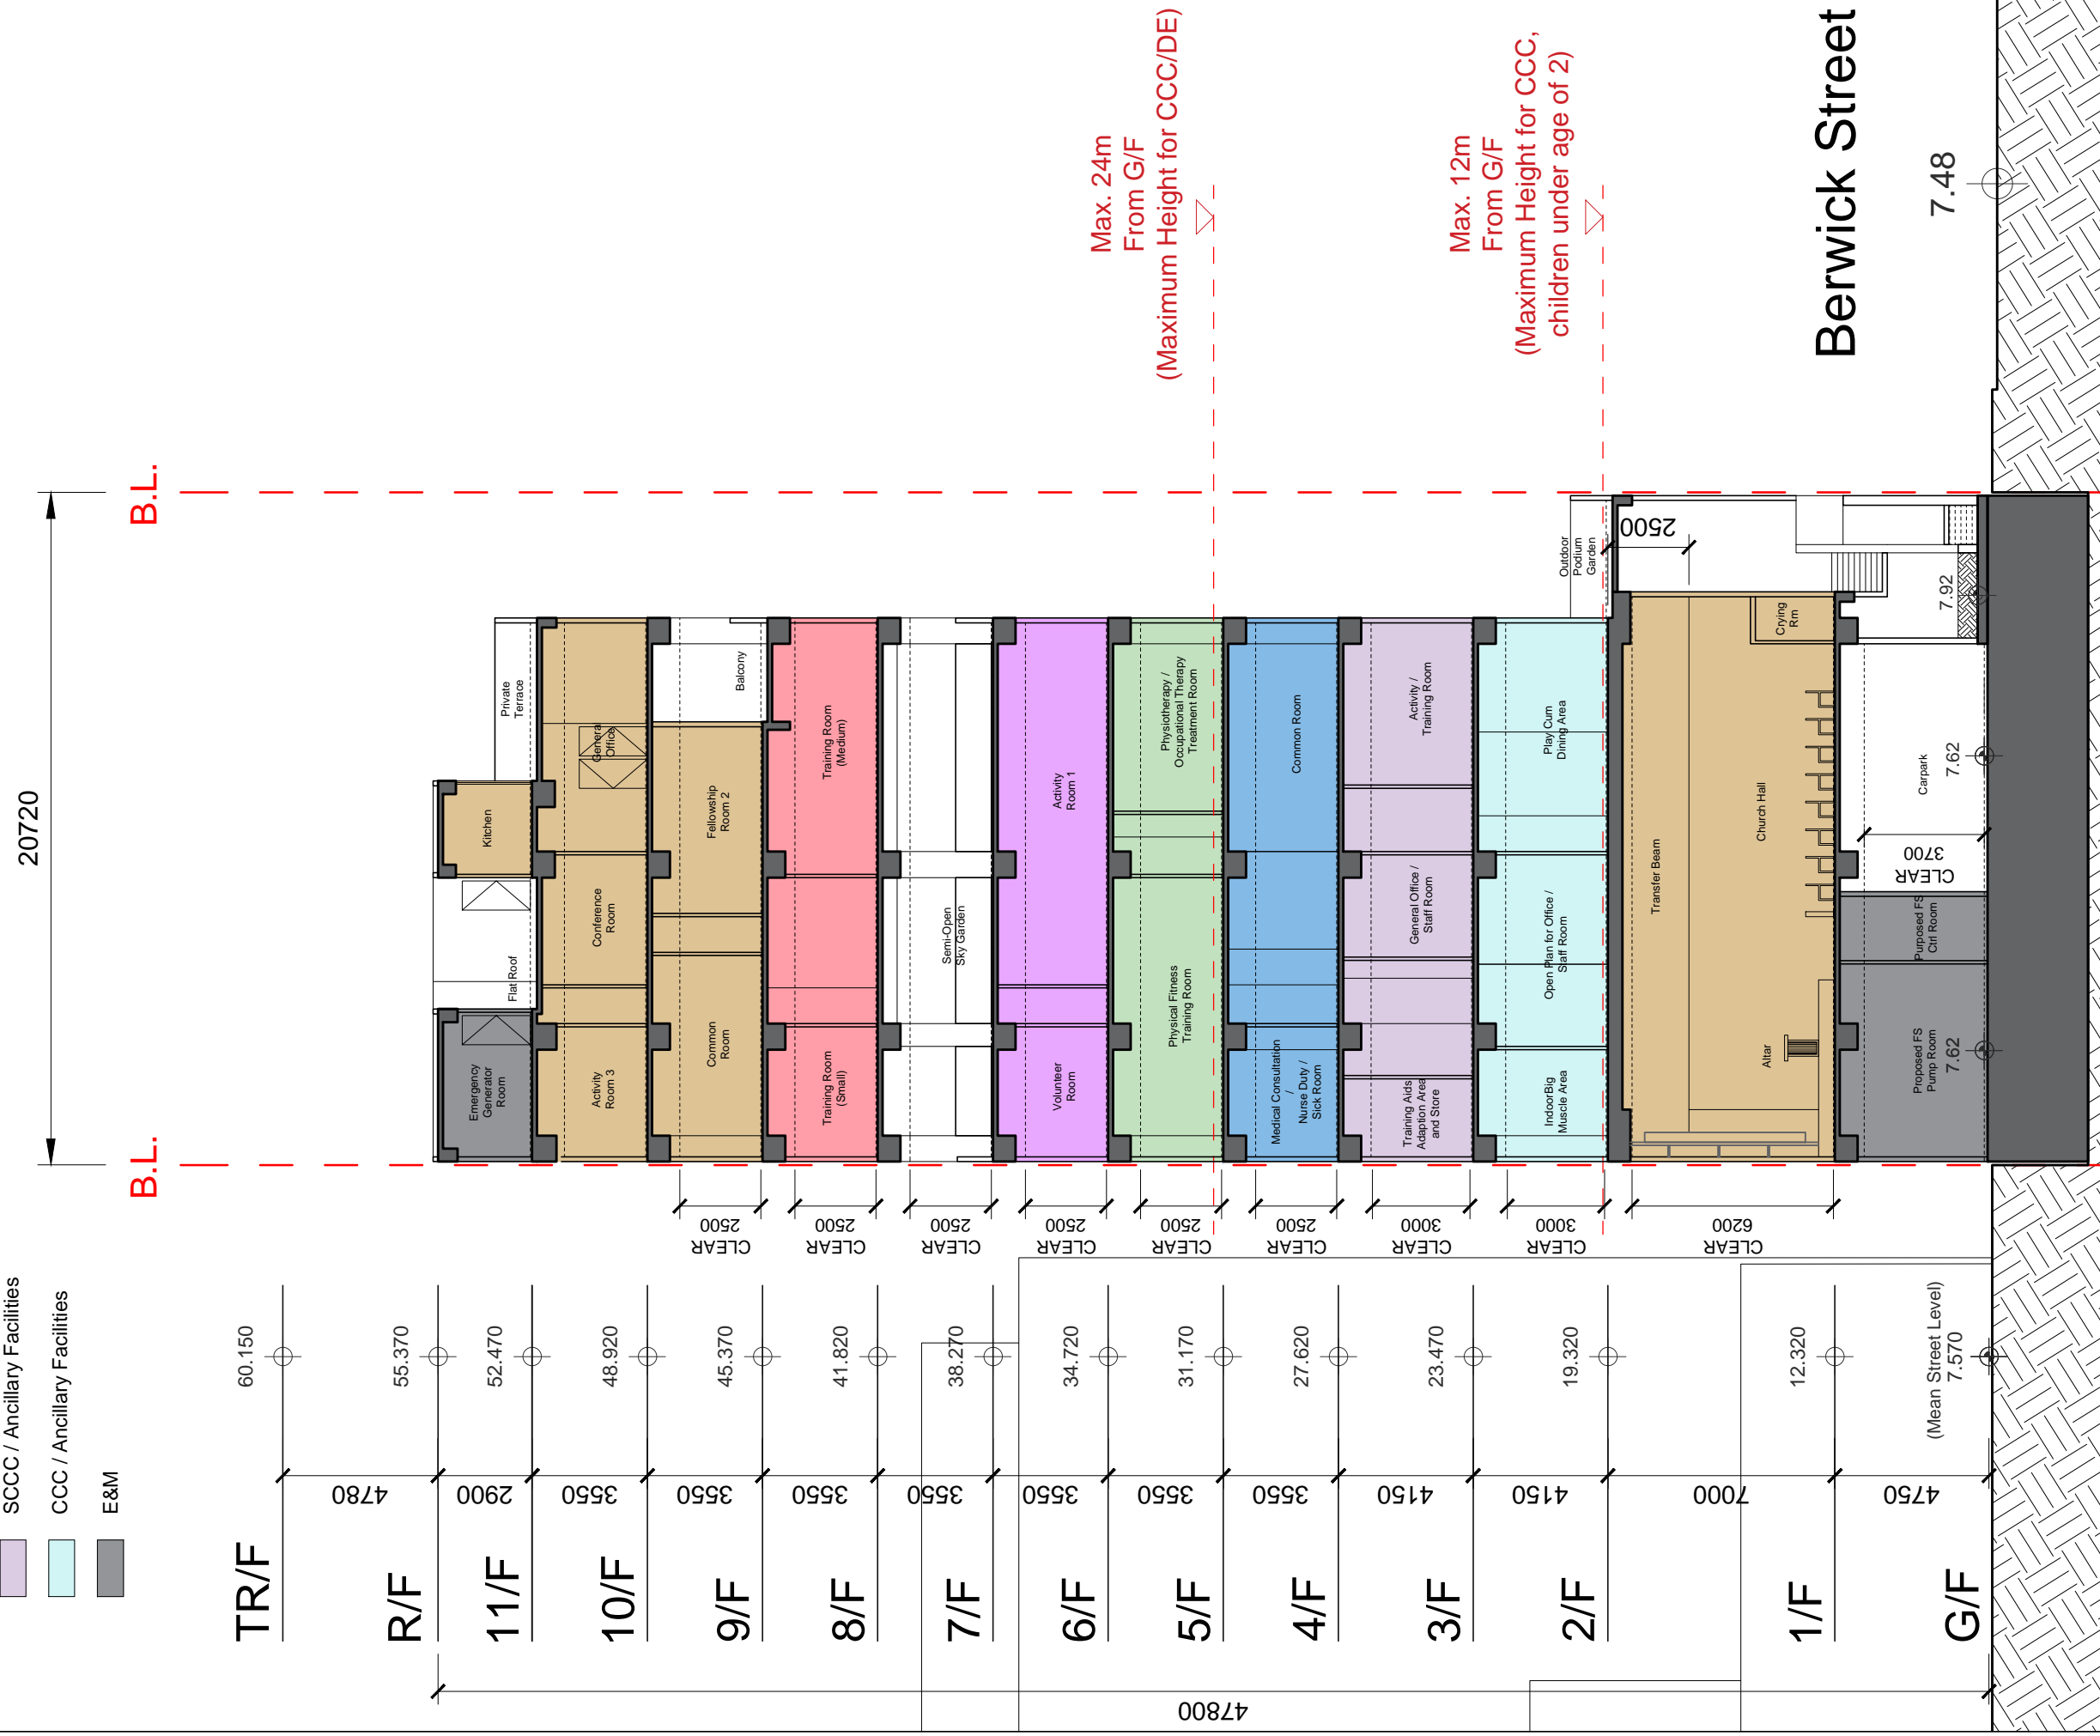 SCCC / Ancillary Facilities
CCC / Ancillary Facilities
E&M
20720
B.L.
B.L.
TR/F
60.150
4780
R/F
55.370
2900
11/F
52.470
3550
10/F
48.920
3550
9/F
45.370
3550
8/F
41.820
3550
7/F
38.270
3550
6/F
34.720
3550
5/F
31.170
3550
4/F
27.620
4150
3/F
23.470
4150
2/F
19.320
7000
1/F
12.320
4750
G/F
(Mean Street Level)
7.570
47800
CLEAR
2500
CLEAR
2500
CLEAR
2500
CLEAR
2500
CLEAR
2500
CLEAR
2500
CLEAR
3000
CLEAR
3000
CLEAR
6200
Emergency
Generator
Room
Flat Roof
Kitchen
Private
Terrace
Activity
Room 3
Conference
Room
General
Office
Common
Room
Fellowship
Room 2
Balcony
Training Room
(Small)
Training Room
(Medium)
Semi-Open
Sky Garden
Volunteer
Room
Activity
Room 1
Physical Fitness
Training Room
Physiotherapy /
Occupational Therapy
Treatment Room
Medical Consultation
/
Nurse Duty /
Sick Room
Common Room
Training Aids
Adaption Area
and Store
General Office /
Staff Room
Activity /
Training Room
IndoorBig
Muscle Area
Open Plan for Office /
Staff Room
Play Cum
Dining Area
Outdoor
Podium
Garden
2500
Transfer Beam
Altar
Church Hall
Crying
Rm
Proposed FS
Pump Room
7.62
Purposed FS
Ctrl Room
CLEAR
3700
Carpark
7.62
7.92
Max. 24m
From G/F
(Maximum Height for CCC/DE)
Max. 12m
From G/F
(Maximum Height for CCC,
children under age of 2)
Berwick Street
7.48